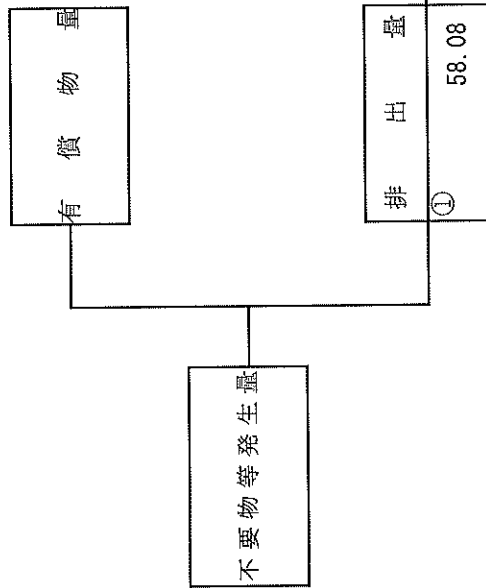 有償物量
不要物等発生量
排出量
①
58.08